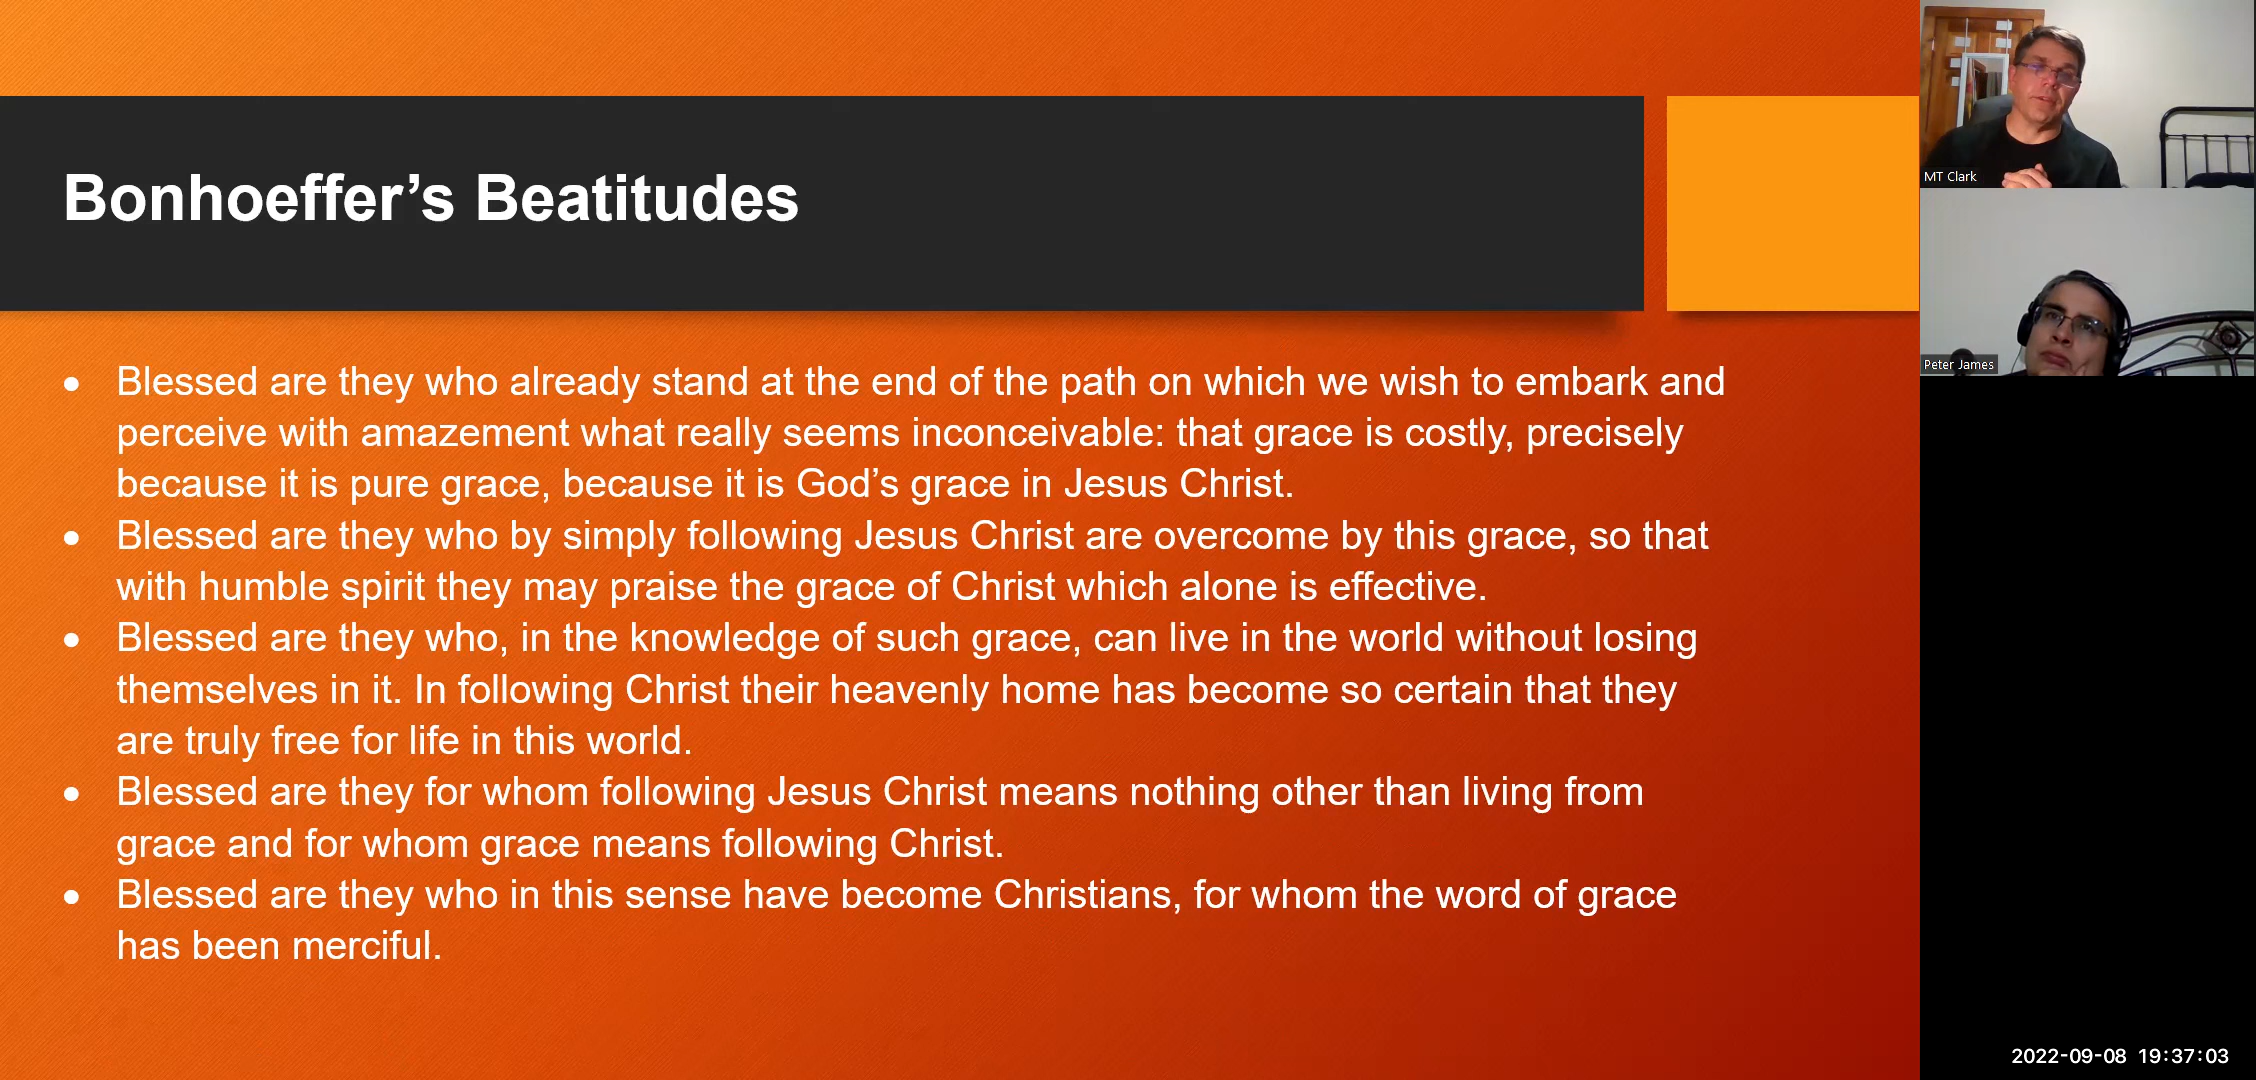 Bonhoeffer’s Beatitudes
● Blessed are they who already stand at the end of the path on which we wish to embark and
perceive with amazement what really seems inconceivable: that grace is costly, precisely
because it is pure grace, because it is God’s grace in Jesus Christ.
● Blessed are they who by simply following Jesus Christ are overcome by this grace, so that
with humble spirit they may praise the grace of Christ which alone is effective.
● Blessed are they who, in the knowledge of such grace, can live in the world without losing
themselves in it. In following Christ their heavenly home has become so certain that they
are truly free for life in this world.
● Blessed are they for whom following Jesus Christ means nothing other than living from
grace and for whom grace means following Christ.
● Blessed are they who in this sense have become Christians, for whom the word of grace
has been merciful.
MT Clark
Peter James
2022-09-08 19:37:03